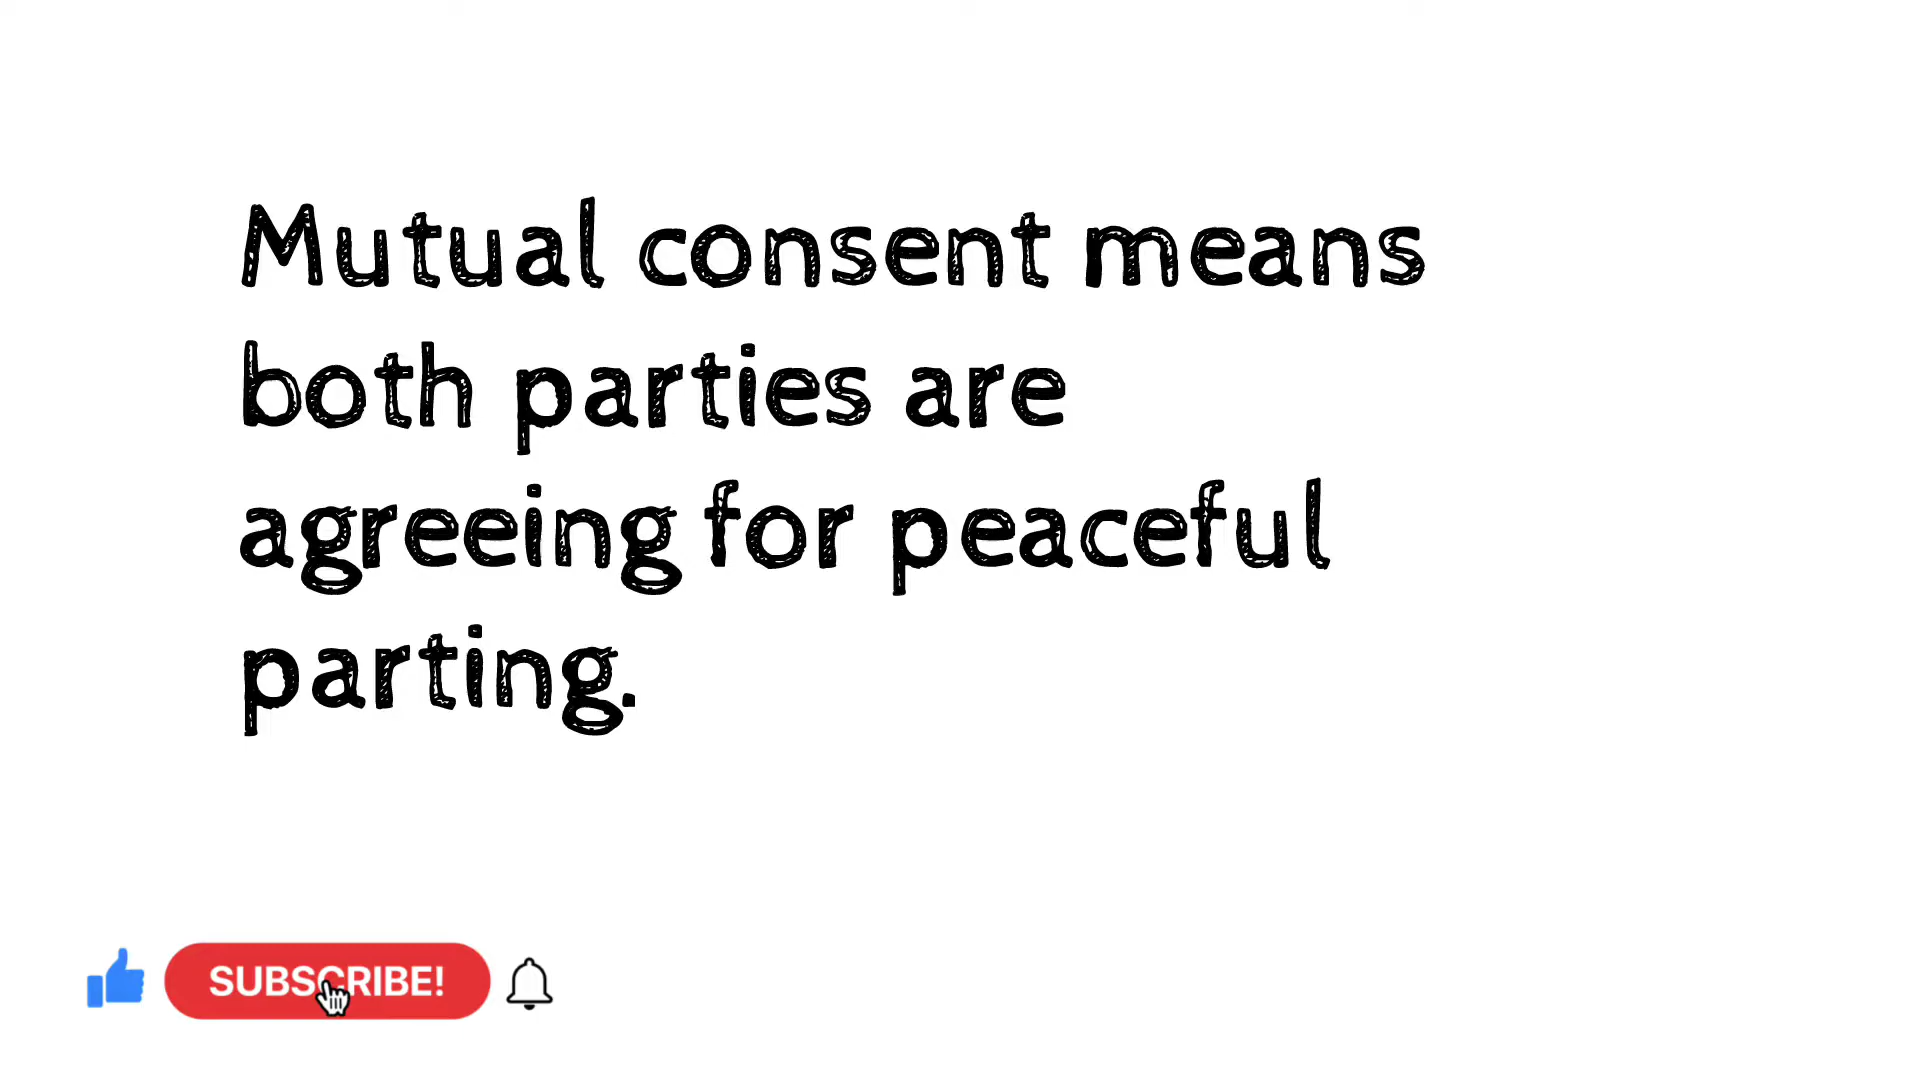 Mutual consent means
both parties are
agreeing for peaceful
parting.
SUBSCRIBE!